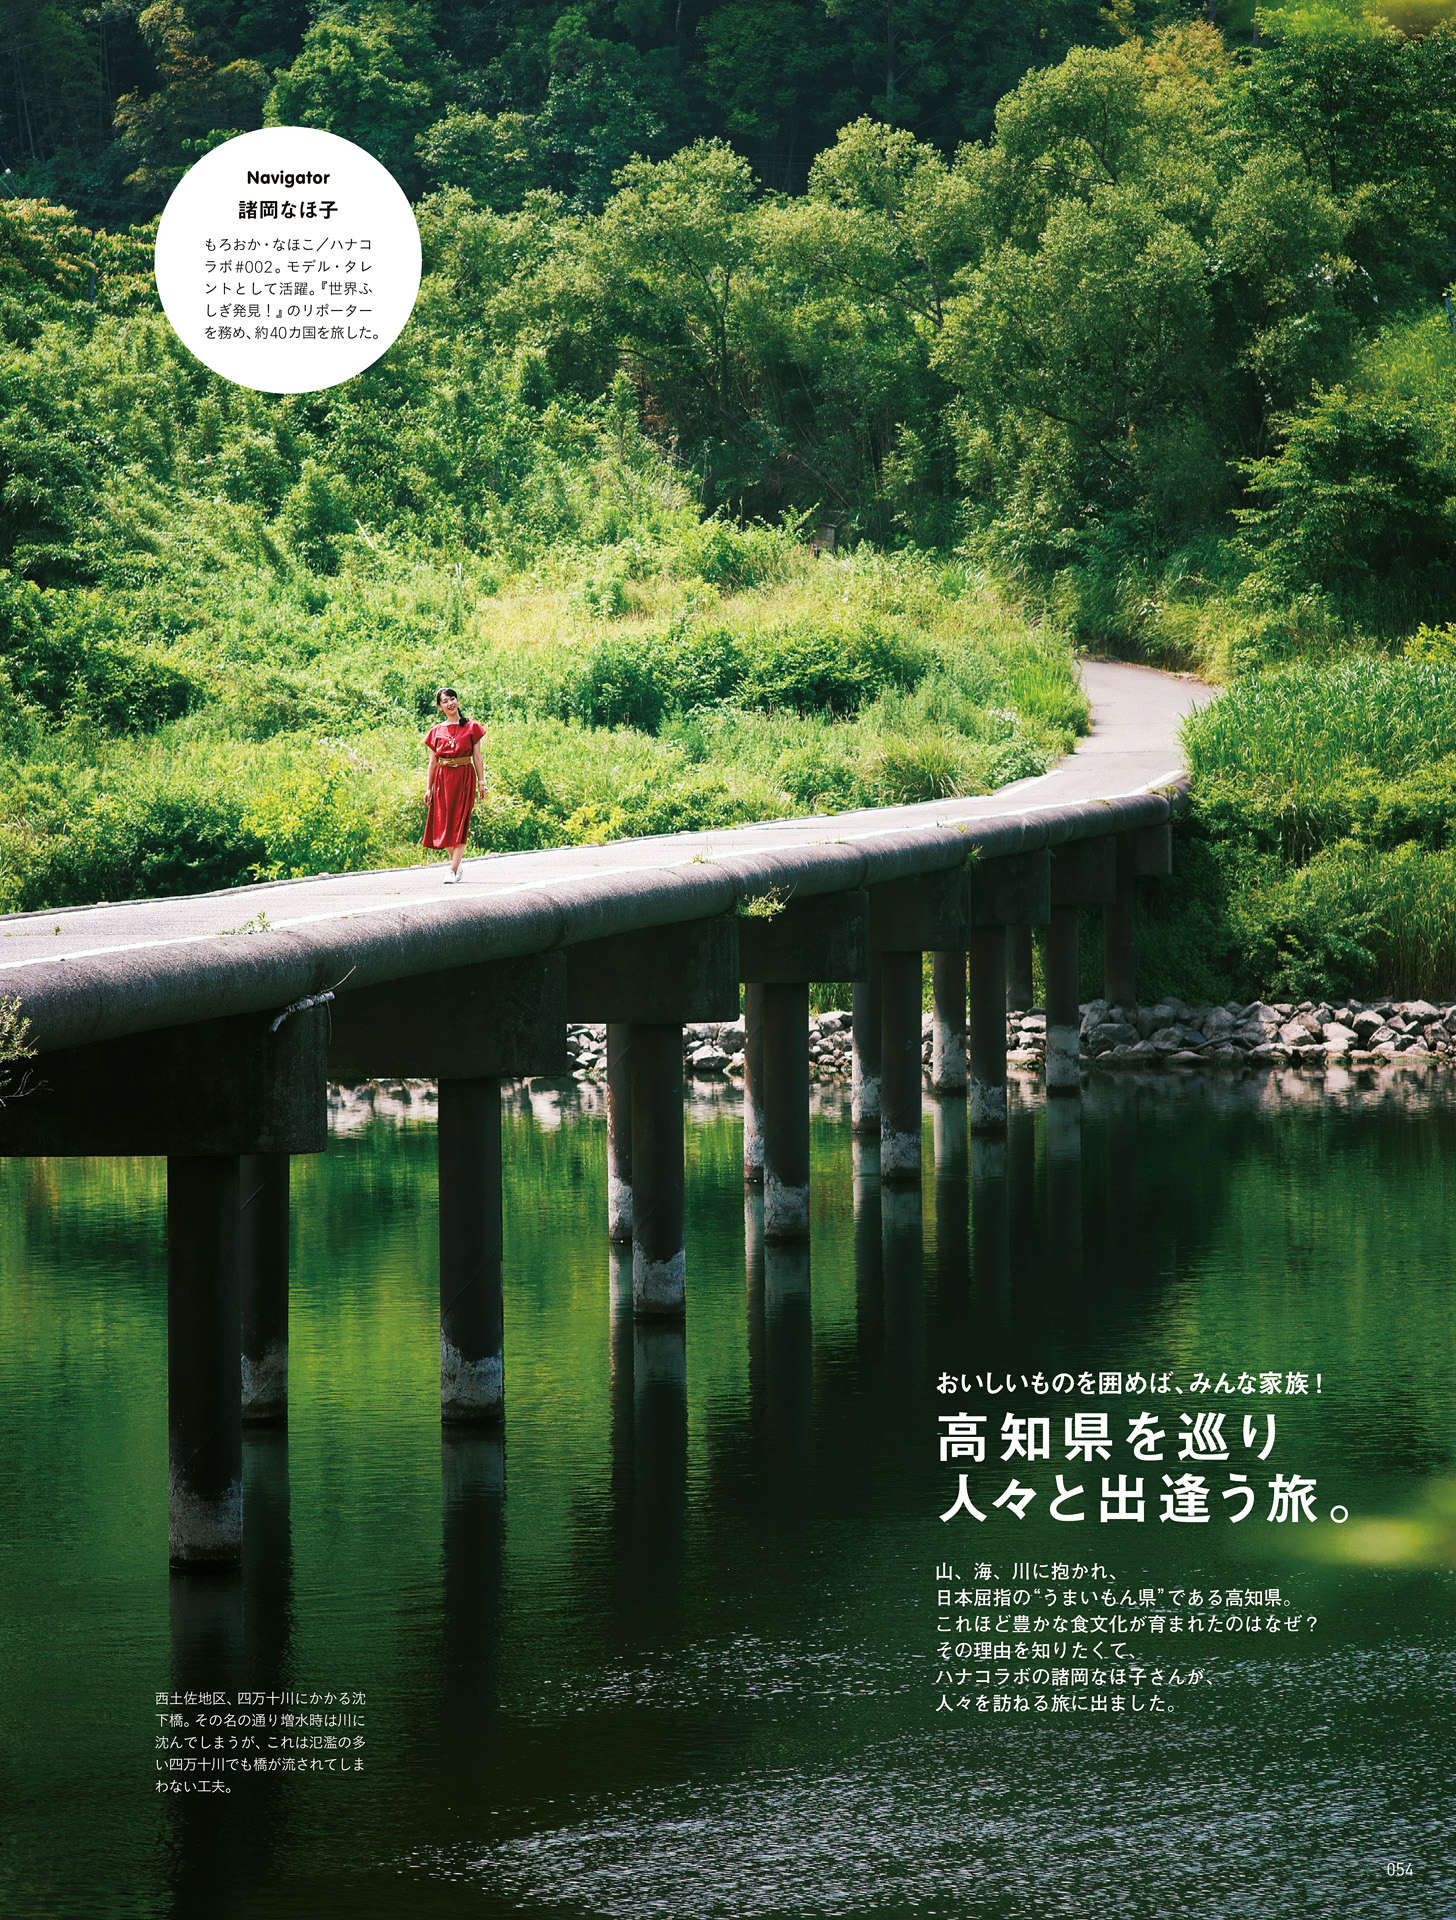 Navigator
諸岡なほ子
もろおか・なほこ／ハナコ
ラボ#002。モデル・タレ
ントとして活躍。『世界ふ
しぎ発見！』のリポーター
を務め、約40カ国を旅した。
おいしいものを囲めば、みんな家族！
高知県を巡り
人々と出逢う旅。
山、海、川に抱かれ、
日本屈指の“うまいもん県”である高知県。
これほど豊かな食文化が育まれたのはなぜ？
その理由を知りたくて、
ハナコラボの諸岡なほ子さんが、
人々を訪ねる旅に出ました。
西土佐地区、四万十川にかかる沈
下橋。その名の通り増水時は川に
沈んでしまうが、これは氾濫の多
い四万十川でも橋が流されてしま
わない工夫。
054